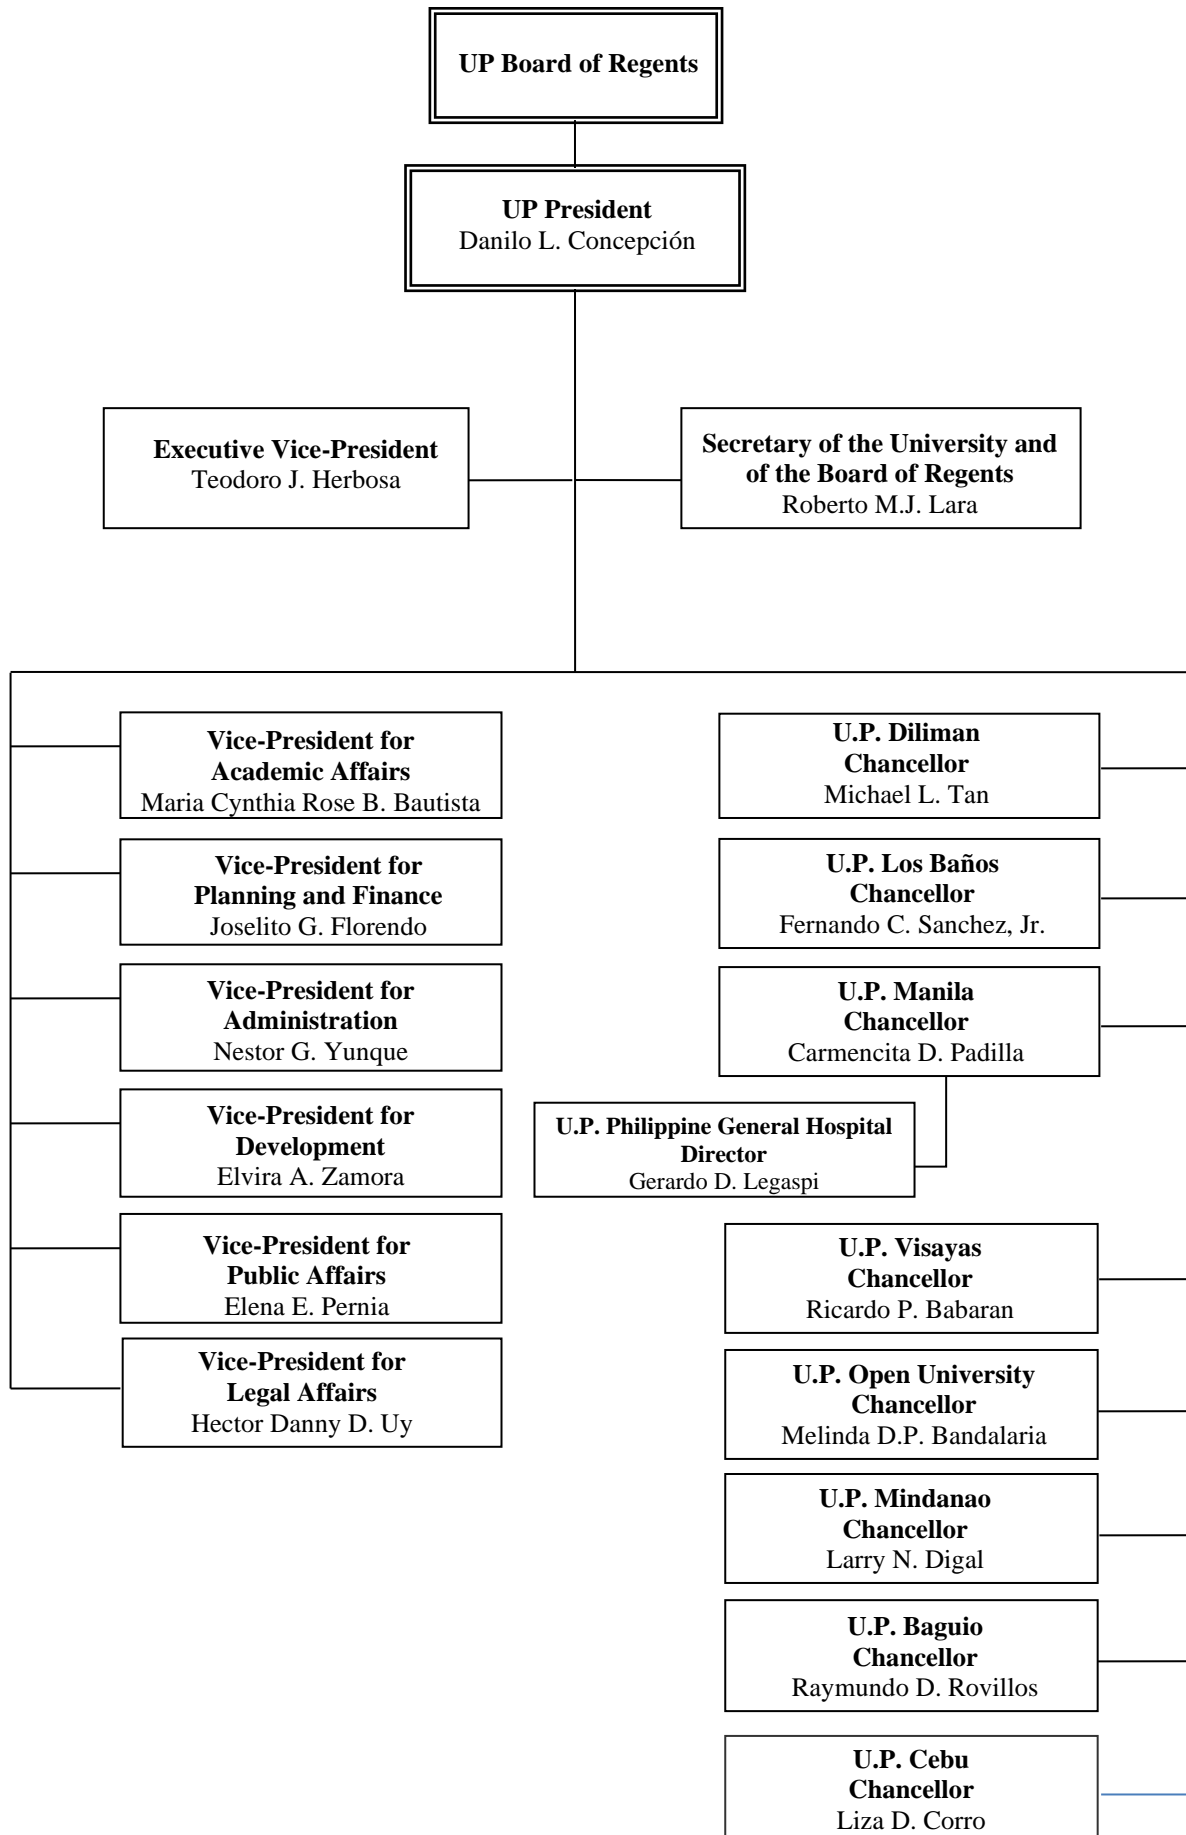 UP Board of Regents
UP President
Danilo L. Concepción
Executive Vice-President
Teodoro J. Herbosa
Secretary of the University and
of the Board of Regents
Roberto M.J. Lara
Vice-President for
Academic Affairs
Maria Cynthia Rose B. Bautista
Vice-President for
Planning and Finance
Joselito G. Florendo
Vice-President for
Administration
Nestor G. Yunque
Vice-President for
Development
Elvira A. Zamora
Vice-President for
Public Affairs
Elena E. Pernia
Vice-President for
Legal Affairs
Hector Danny D. Uy
U.P. Diliman
Chancellor
Michael L. Tan
U.P. Los Baños
Chancellor
Fernando C. Sanchez, Jr.
U.P. Manila
Chancellor
Carmencita D. Padilla
U.P. Philippine General Hospital
Director
Gerardo D. Legaspi
U.P. Visayas
Chancellor
Ricardo P. Babaran
U.P. Open University
Chancellor
Melinda D.P. Bandalaria
U.P. Mindanao
Chancellor
Larry N. Digal
U.P. Baguio
Chancellor
Raymundo D. Rovillos
U.P. Cebu
Chancellor
Liza D. Corro